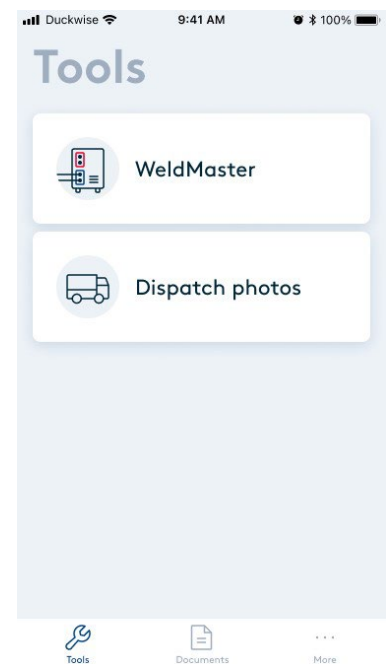 Duckwise 9:41 AM 100%
Tools
WeldMaster
Dispatch photos
Tools Documents More